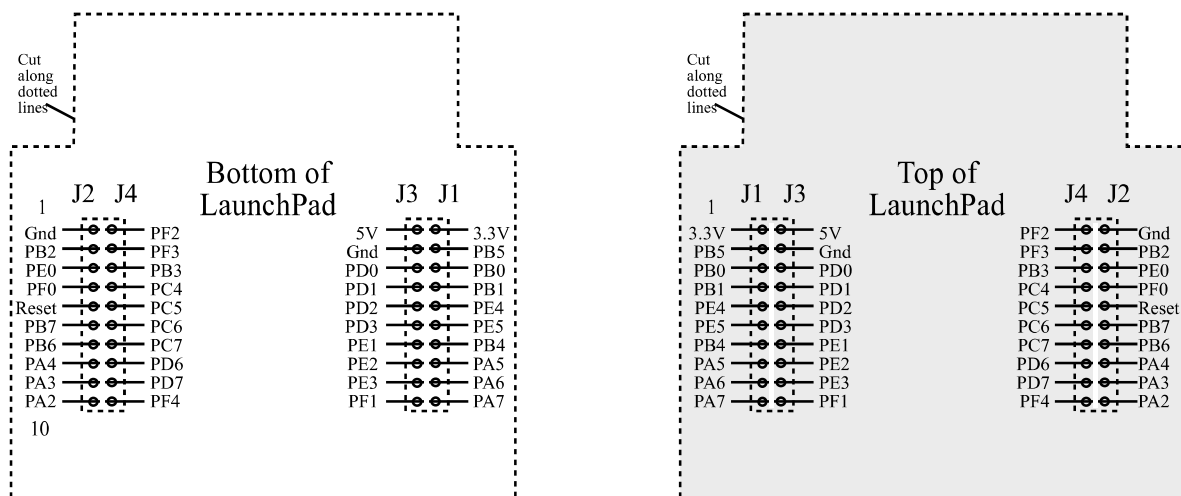 Cut
along
dotted
lines
Bottom of
LaunchPad
1
J2 J4
J3 J1
Gnd PF2 5V 3.3V
PB2 PF3 Gnd PB5
PE0 PB3 PD0 PB0
PF0 PC4 PD1 PB1
Reset PC5 PD2 PE4
PB7 PC6 PD3 PE5
PB6 PC7 PE1 PB4
PA4 PD6 PE2 PA5
PA3 PD7 PE3 PA6
PA2 PF4 PF1 PA7
10
Cut
along
dotted
lines
Top of
LaunchPad
1
J1 J3
J4 J2
3.3V 5V PF2 Gnd
PB5 Gnd PF3 PB2
PB0 PD0 PB3 PE0
PB1 PD1 PC4 PF0
PE4 PD2 PC5 Reset
PE5 PD3 PC6 PB7
PB4 PE1 PC7 PB6
PA5 PE2 PD6 PA4
PA6 PE3 PD7 PA3
PA7 PF1 PF4 PA2